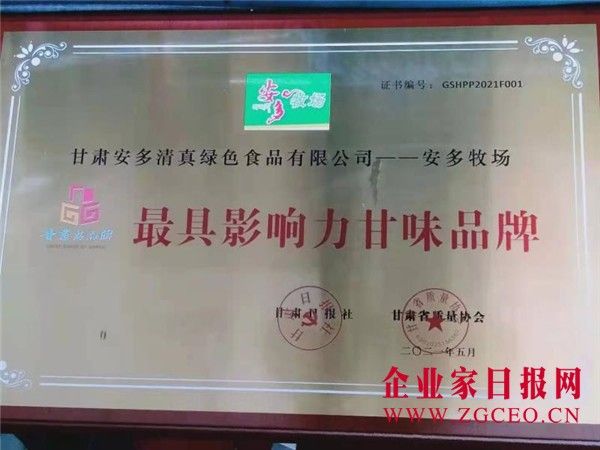 安多牧场
证书编号：GSHPP2021F001
甘肃安多清真绿色食品有限公司——安多牧场
甘肃好品牌
最具影响力甘味品牌
甘肃日报社
甘肃省质量协会
二〇二一年五月
企业家日报网
WWW.ZGCEO.CN